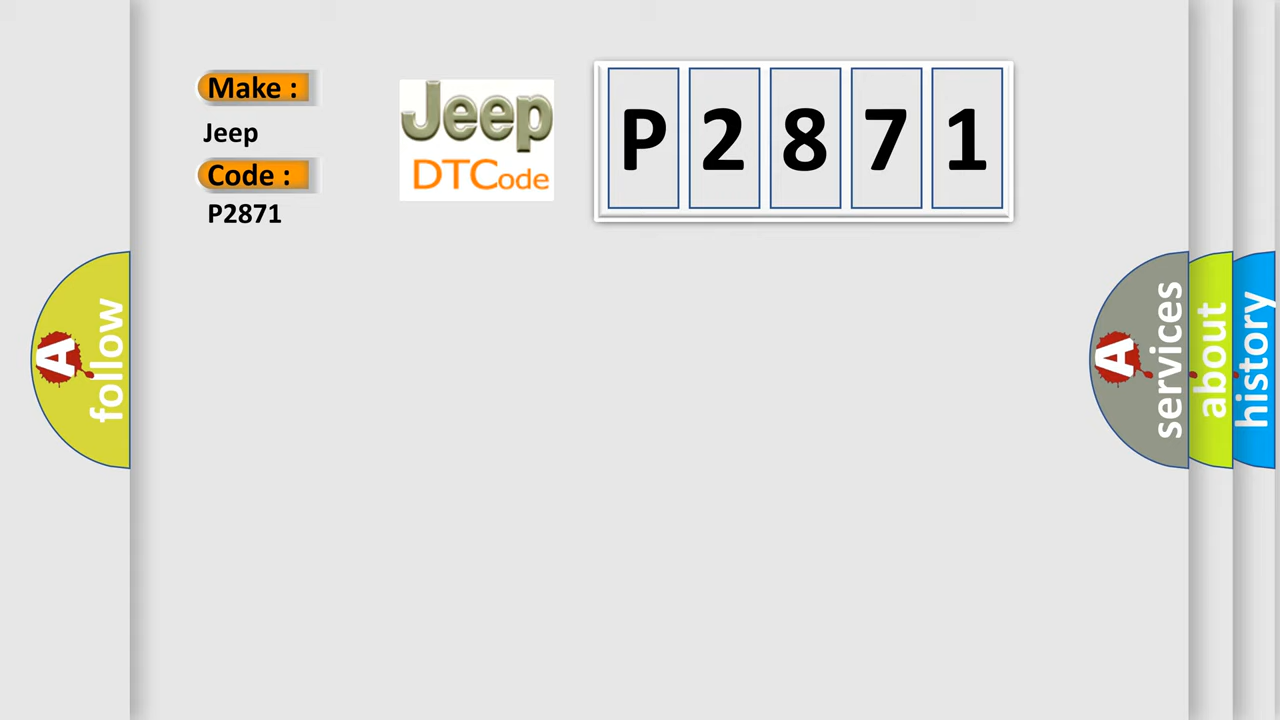 Make :
Jeep
Code :
P2871
Jeep
DTCode
P 2 8 7 1
A follow
A services
about
history